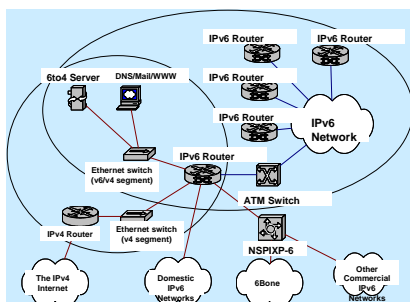 IPv6 Router
IPv6 Router
6to4 Server
DNS/Mail/WWW
IPv6 Router
IPv6
Network
IPv6 Router
Ethernet switch
(v6/v4 segment)
IPv6 Router
ATM Switch
IPv4 Router
Ethernet switch
(v4 segment)
NSPIXP-6
The IPv4
Internet
Domestic
IPv6
Networks
6Bone
Other
Commercial
IPv6
Networks